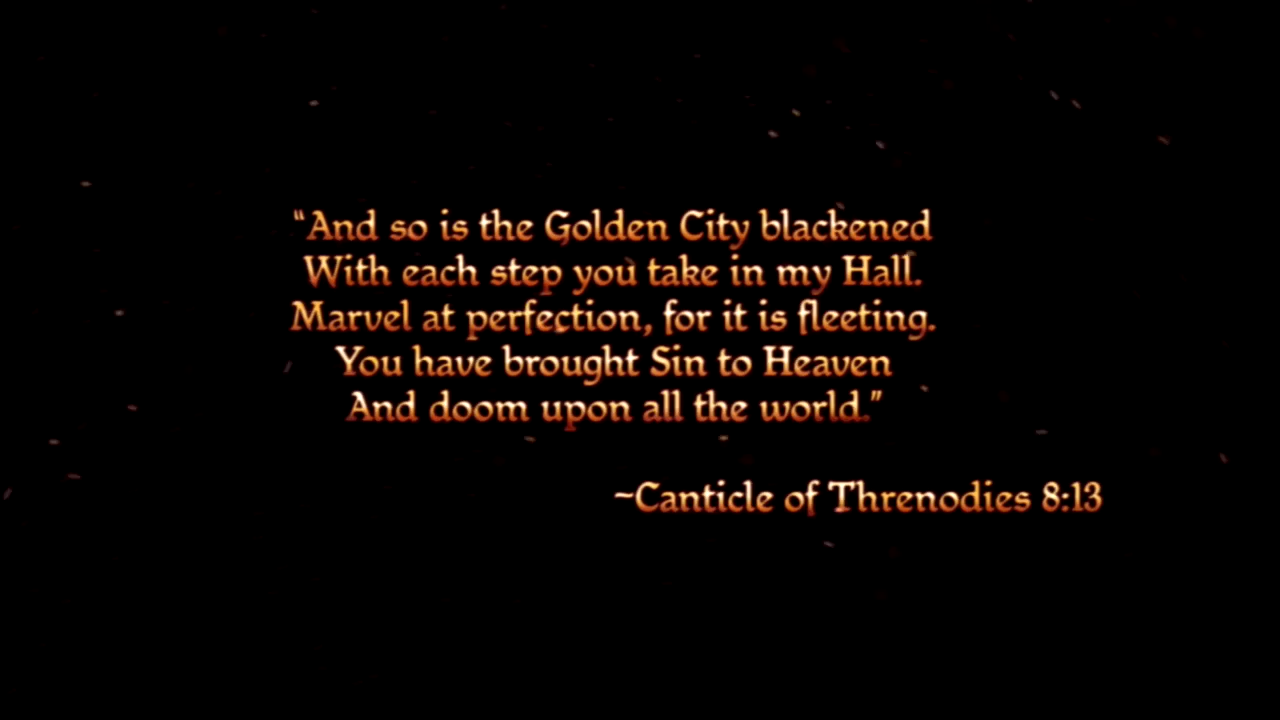 “And so is the Golden City blackened
With each step you take in my Hall.
Marvel at perfection, for it is fleeting.
You have brought Sin to Heaven
And doom upon all the world.”
~Canticle of Threnodies 8:13